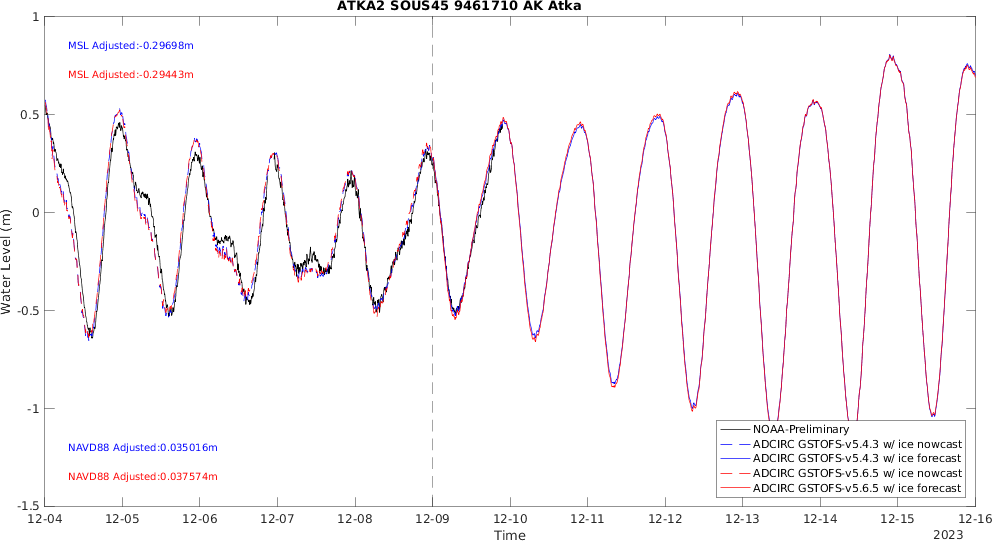 ATKA2 SOUS45 9461710 AK Atka
1
0.5
0
-0.5
-1
-1.5
Water Level (m)
MSL Adjusted:-0.29698m
MSL Adjusted:-0.29443m
NAVD88 Adjusted:0.035016m
NAVD88 Adjusted:0.037574m
NOAA-Preliminary
ADCIRC GSTOFS-v5.4.3 w/ ice nowcast
ADCIRC GSTOFS-v5.4.3 w/ ice forecast
ADCIRC GSTOFS-v5.6.5 w/ ice nowcast
ADCIRC GSTOFS-v5.6.5 w/ ice forecast
12-04 12-05 12-06 12-07 12-08 12-09 12-10 12-11 12-12 12-13 12-14 12-15 12-16
Time
2023